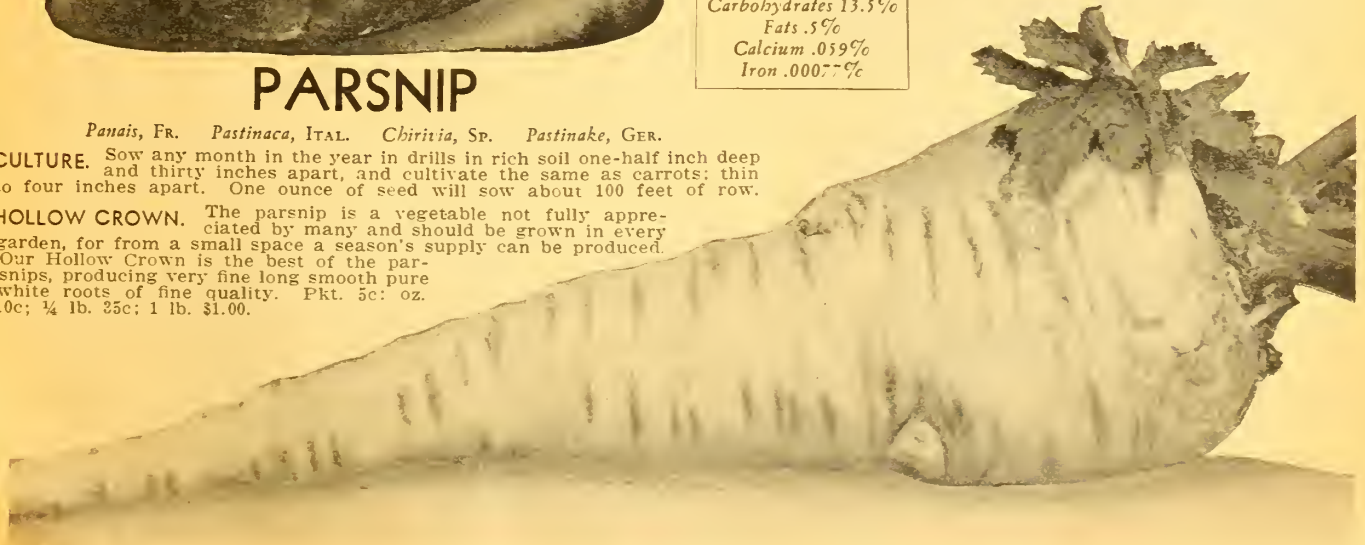 Carbohydrates 13.5%
Fats .5%
Calcium .059%
Iron .00077%
PARSNIP
Panais, FR. Pastinaca, ITAL. Chirivia, SP. Pastinake, GER.
CULTURE. Sow any month in the year in drills in rich soil one-half inch deep
and thirty inches apart, and cultivate the same as carrots; thin
to four inches apart. One ounce of seed will sow about 100 feet of row.
HOLLOW CROWN. The parsnip is a vegetable not fully appre-
ciated by many and should be grown in every
garden, for from a small space a season's supply can be produced.
Our Hollow Crown is the best of the par-
snips, producing very fine long smooth pure
white roots of fine quality. Pkt. 5c; oz.
10c; ¼ lb. 35c; 1 lb. $1.00.